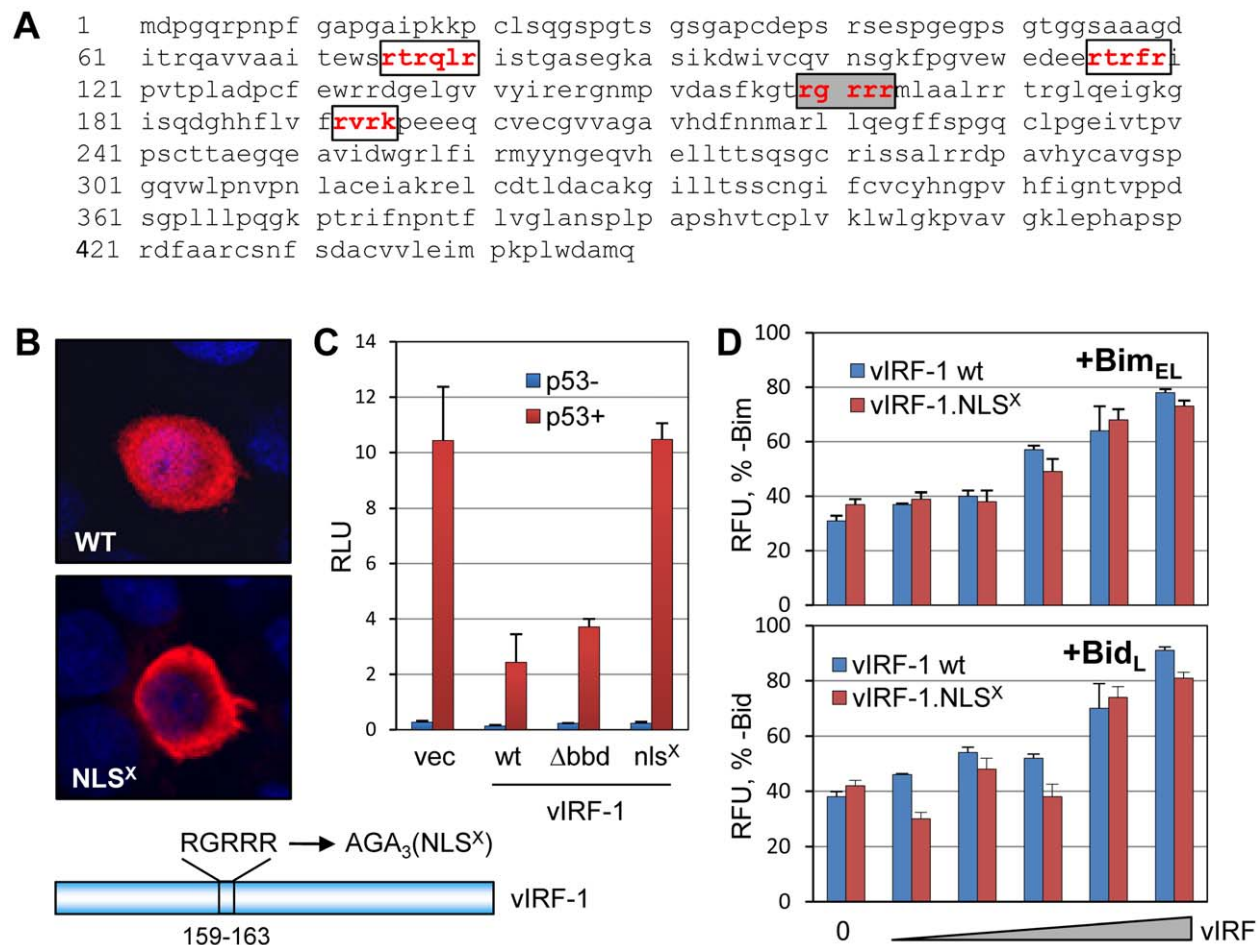 A
1 mdpgqrpnpf gapgaipkkp clsqgspgts gsgapcdeps rsespgegps gtggsaaagd
61 itrqavvaai tewsrtrqlr istgasegka sikdwivcqv nsgkfpgvew edeertrfri
121 pvtpladpcf ewrrdgelgv vyirergnmp vdasfkgtrg rrrmlaalrr trglqeigkg
181 isqdghhflv frvrkpeeeq cvecgvvaga vhdfnnmarl lqegffspgq clpgeivtpv
241 pscttaegqe avidwgrlfi rmyyngeqvh ellttsqsgc rissalrrdp avhycavgsp
301 gqvwlpnvpn laceiakrel cdtldacakg illtsscngi fcvcyhngpv hfigntvppd
361 sgplllpqgk ptrifnpntf lvglansplp apshvtcplv klwlgkpvav gklephapsp
421 rdfaarcsnf sdacvvleim pkplwdamq
B
WT
NLSˣ
RGRRR → AGA₃(NLSˣ)
vIRF-1
159-163
C
14
12
10
8
6
4
2
0
RLU
p53-
p53+
vec wt Δbbd nlsˣ
vIRF-1
D
100
80
60
40
20
0
RFU, % -Bim
vIRF-1 wt
vIRF-1.NLSˣ
+Bim_EL
100
80
60
40
20
0
RFU, % -Bid
vIRF-1 wt
vIRF-1.NLSˣ
+Bid_L
0 vIRF